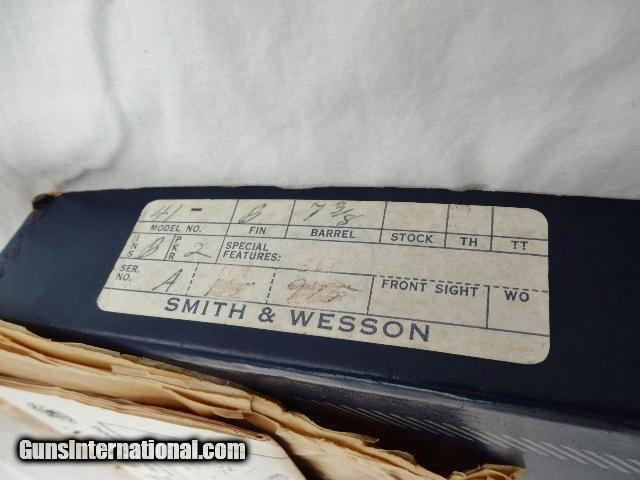 41 - B 7 3/8
MODEL NO. FIN BARREL STOCK TH TT
INS B PKR 2 SPECIAL FEATURES:
SER. NO. A FRONT SIGHT WO
SMITH & WESSON
GunsInternational.com